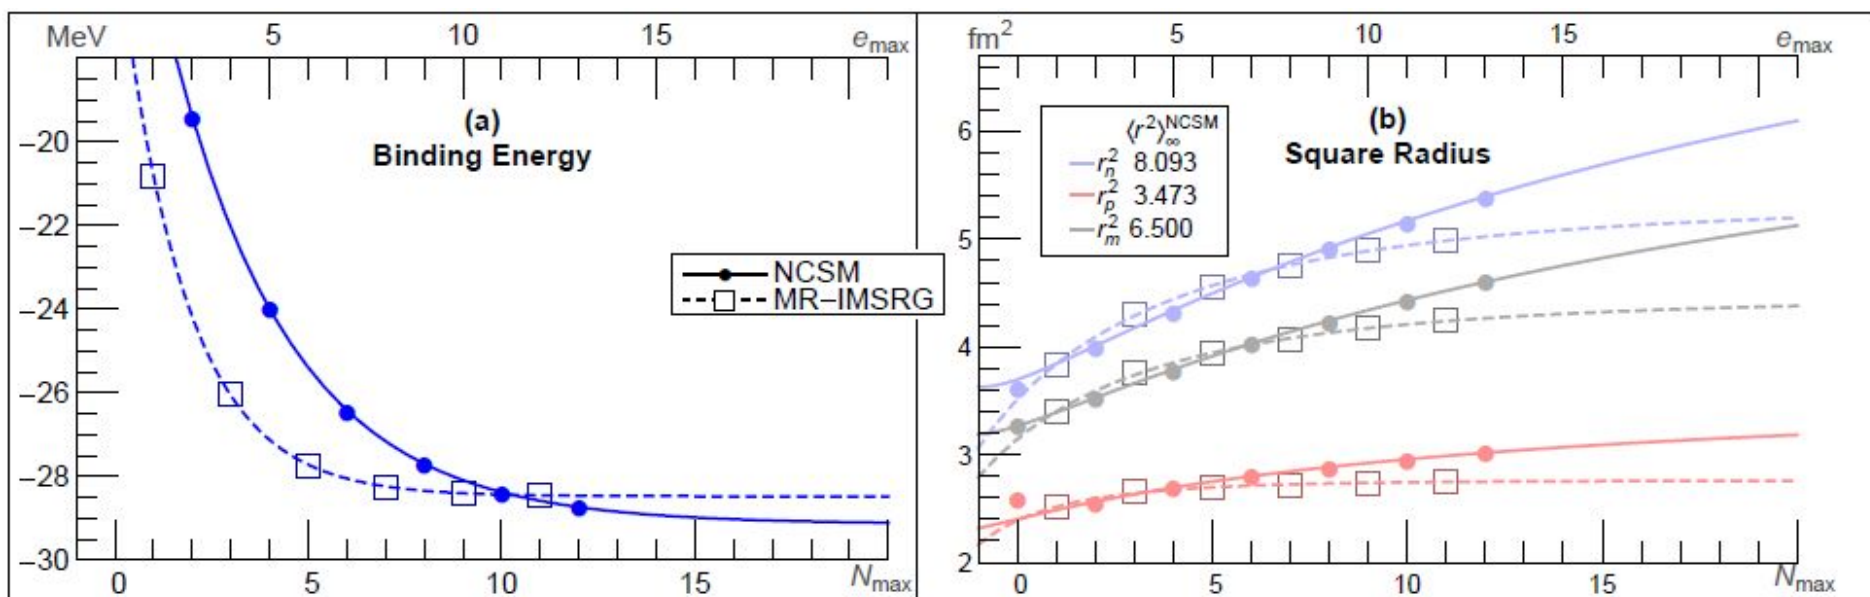 MeV 5 10 15 e_max
(a)
Binding Energy
−20
−22
−24
−26
−28
−30
0 5 10 15 N_max
NCSM
MR−IMSRG
fm² 5 10 15 e_max
(b)
Square Radius
⟨r²⟩_∞^NCSM
r_n² 8.093
r_p² 3.473
r_m² 6.500
6
5
4
3
2
0 5 10 15 N_max